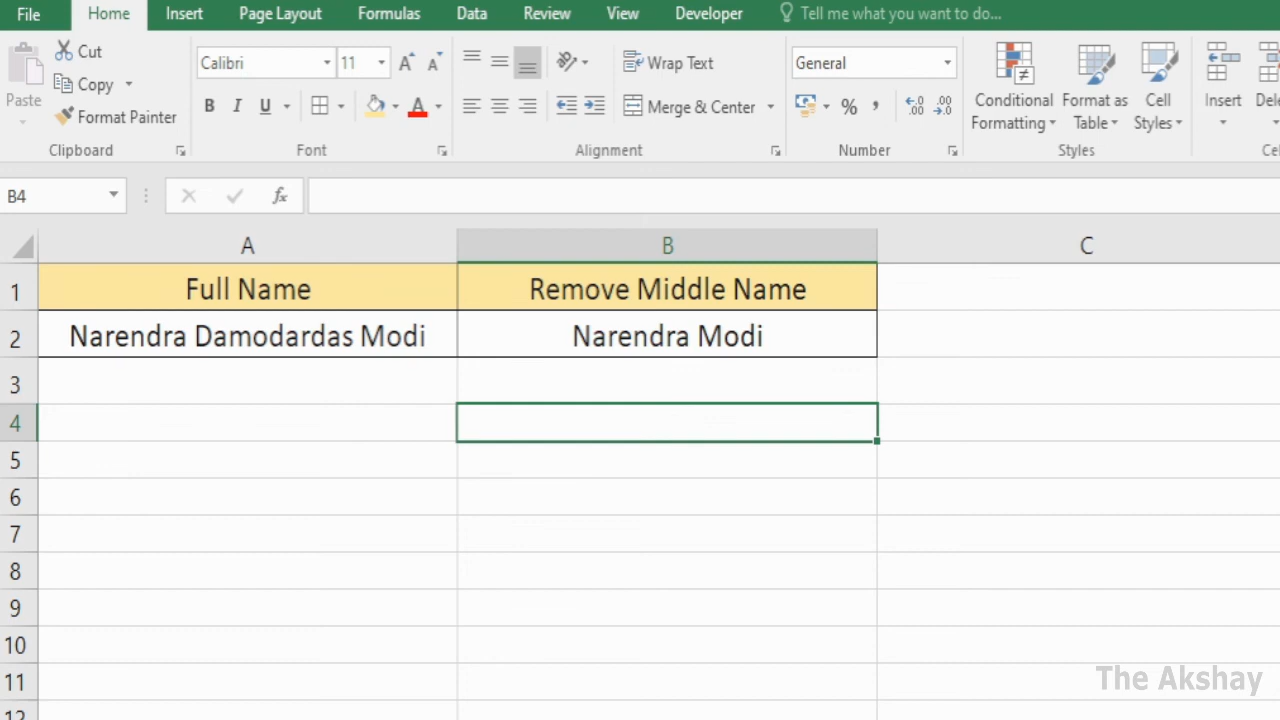 File Home Insert Page Layout Formulas Data Review View Developer Tell me what you want to do...
Paste
Cut
Copy
Format Painter
Clipboard
Calibri 11
B I U A
Font
Wrap Text
Merge & Center
Alignment
General
% , .00 .00
Number
Conditional Formatting
Format as Table
Cell Styles
Styles
Insert
B4 fx
A B C
1 Full Name Remove Middle Name
2 Narendra Damodardas Modi Narendra Modi
3
4
5
6
7
8
9
10
11
12
The Akshay